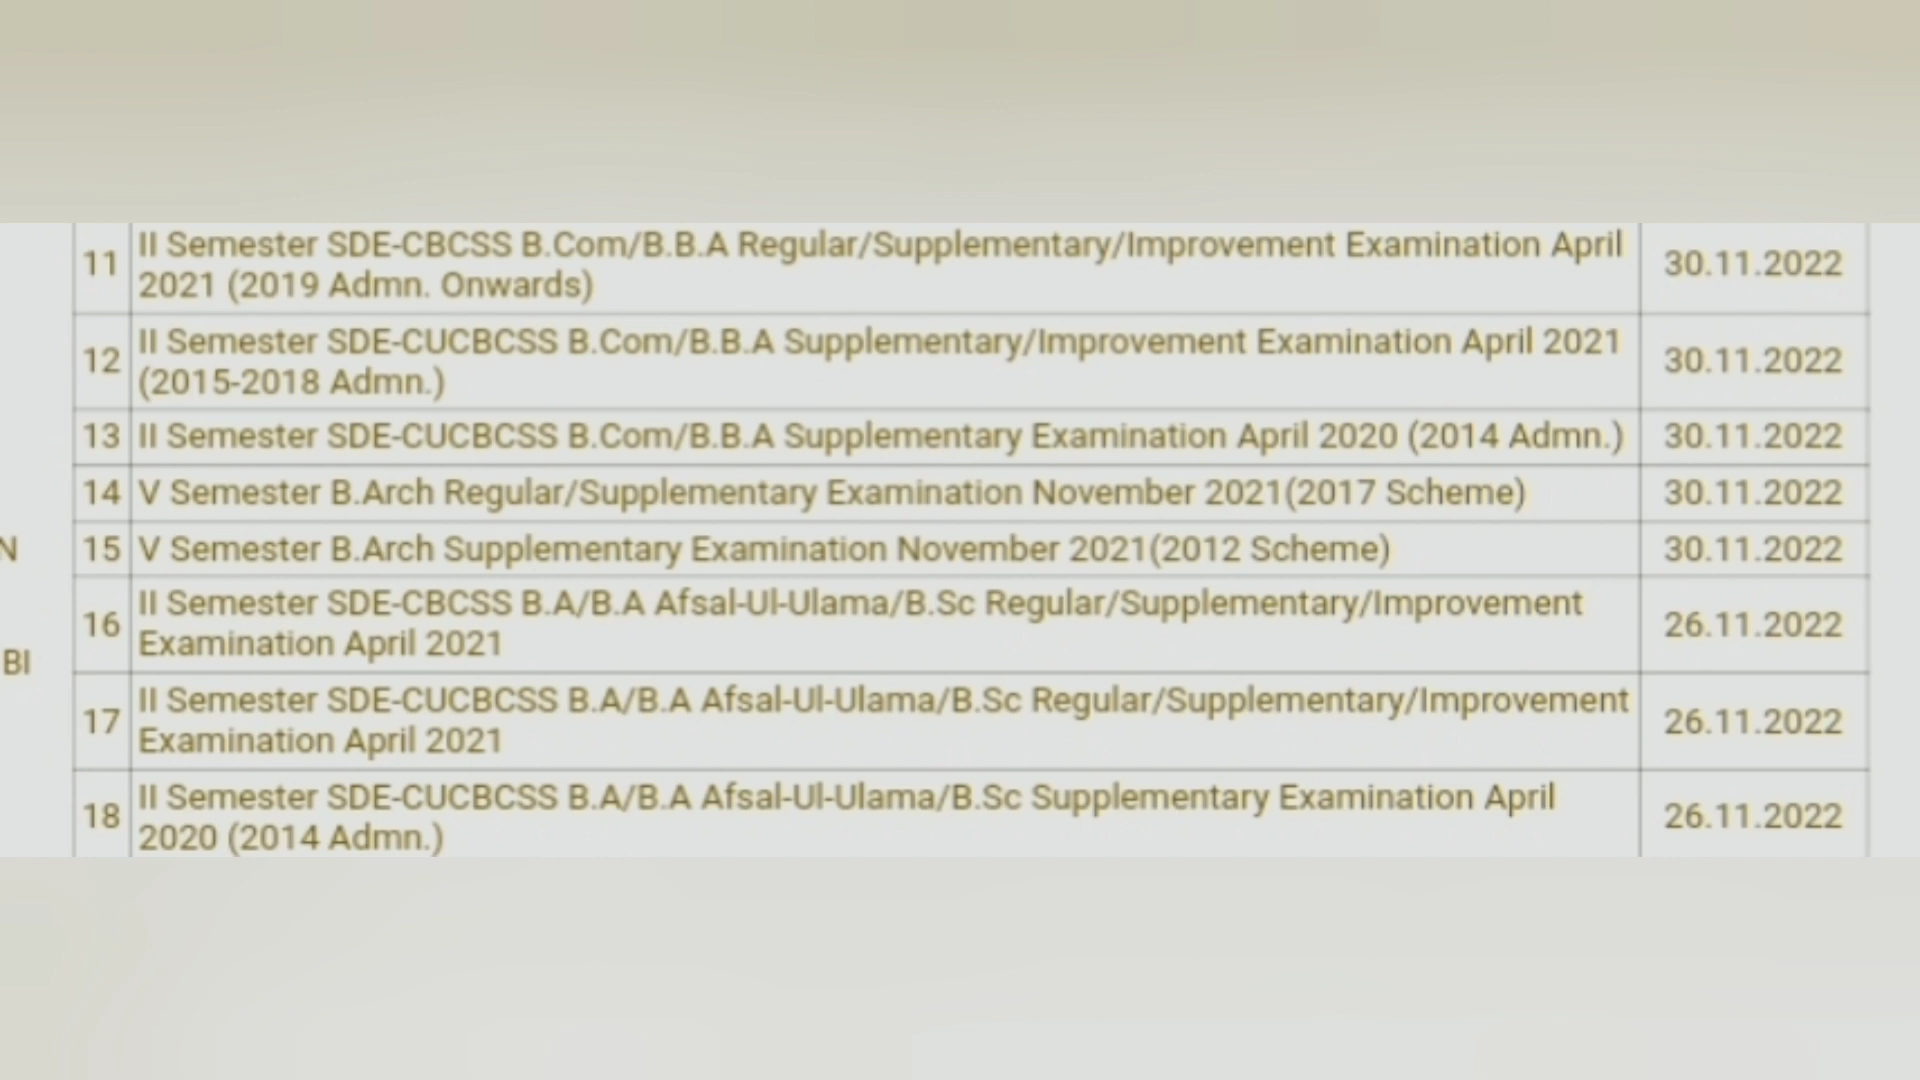 11 II Semester SDE-CBCSS B.Com/B.B.A Regular/Supplementary/Improvement Examination April 30.11.2022
2021 (2019 Admn. Onwards)
12 II Semester SDE-CUCBCSS B.Com/B.B.A Supplementary/Improvement Examination April 2021 30.11.2022
(2015-2018 Admn.)
13 II Semester SDE-CUCBCSS B.Com/B.B.A Supplementary Examination April 2020 (2014 Admn.) 30.11.2022
14 V Semester B.Arch Regular/Supplementary Examination November 2021(2017 Scheme) 30.11.2022
N 15 V Semester B.Arch Supplementary Examination November 2021(2012 Scheme) 30.11.2022
16 II Semester SDE-CBCSS B.A/B.A Afsal-Ul-Ulama/B.Sc Regular/Supplementary/Improvement 26.11.2022
Examination April 2021
BI
17 II Semester SDE-CUCBCSS B.A/B.A Afsal-Ul-Ulama/B.Sc Regular/Supplementary/Improvement 26.11.2022
Examination April 2021
18 II Semester SDE-CUCBCSS B.A/B.A Afsal-Ul-Ulama/B.Sc Supplementary Examination April 26.11.2022
2020 (2014 Admn.)